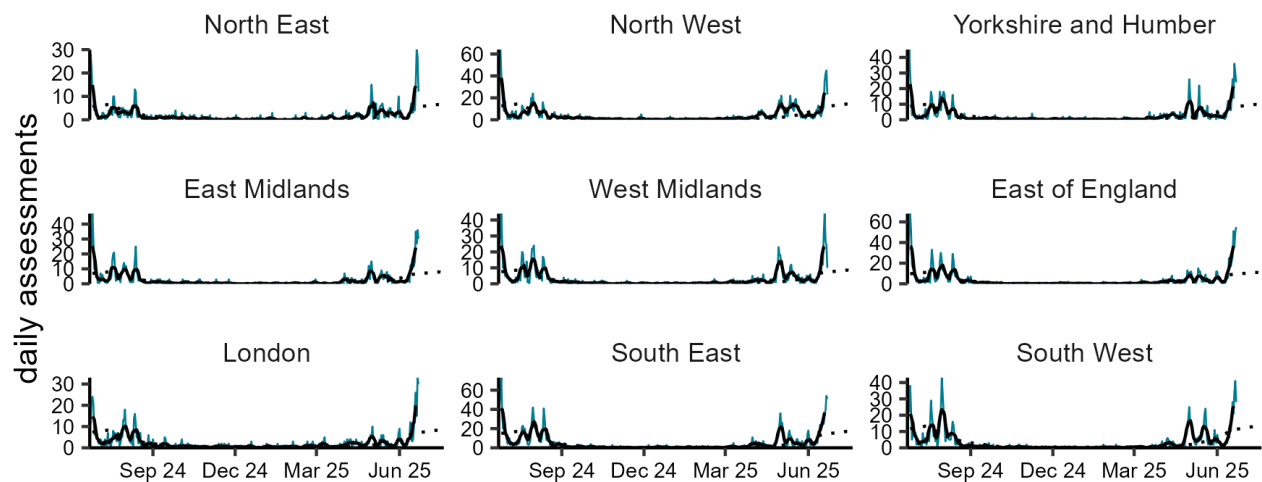 North East North West Yorkshire and Humber
30 20 10 0
60 40 20 0
40 30 20 10 0
daily assessments
East Midlands West Midlands East of England
40 30 20 10 0
40 30 20 10 0
60 40 20 0
London South East South West
30 20 10 0
60 40 20 0
40 30 20 10 0
Sep 24 Dec 24 Mar 25 Jun 25 Sep 24 Dec 24 Mar 25 Jun 25 Sep 24 Dec 24 Mar 25 Jun 25